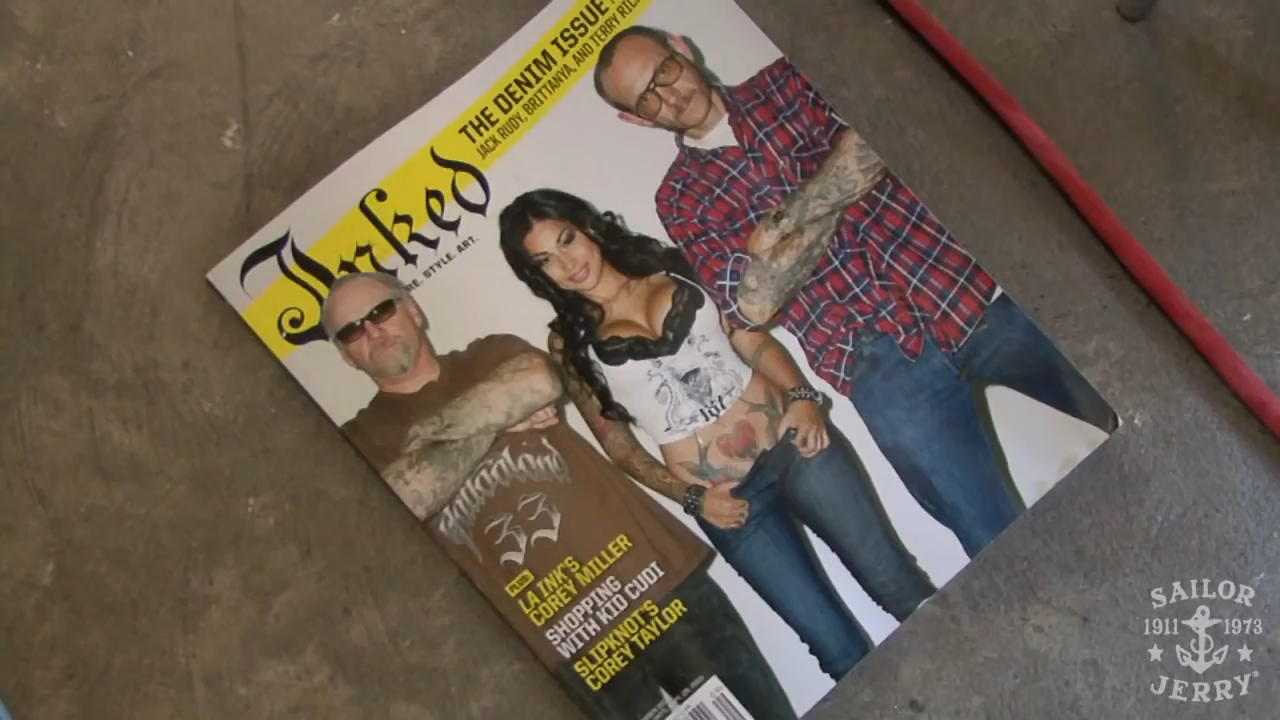 THE DENIM ISSUE
JACK RUDY, BRITTANYA, AND TERRY
Inked
STYLE. ART.
33
PLUS
LA INK'S
COREY MILLER
SHOPPING
WITH KID CUDI
SLIPKNOT'S
COREY TAYLOR
SAILOR
1911 1973
JERRY